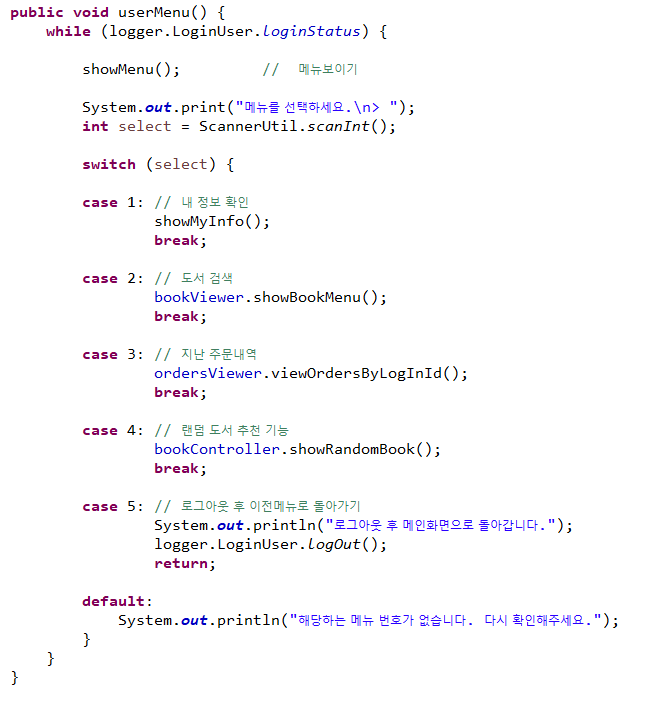 public void userMenu() {
while (logger.LoginUser.loginStatus) {
showMenu(); // 메뉴보이기
System.out.print("메뉴를 선택하세요.\n> ");
int select = ScannerUtil.scanInt();
switch (select) {
case 1: // 내 정보 확인
showMyInfo();
break;
case 2: // 도서 검색
bookViewer.showBookMenu();
break;
case 3: // 지난 주문내역
ordersViewer.viewOrdersByLogInId();
break;
case 4: // 랜덤 도서 추천 기능
bookController.showRandomBook();
break;
case 5: // 로그아웃 후 이전메뉴로 돌아가기
System.out.println("로그아웃 후 메인화면으로 돌아갑니다.");
logger.LoginUser.logOut();
return;
default:
System.out.println("해당하는 메뉴 번호가 없습니다. 다시 확인해주세요.");
}
}
}